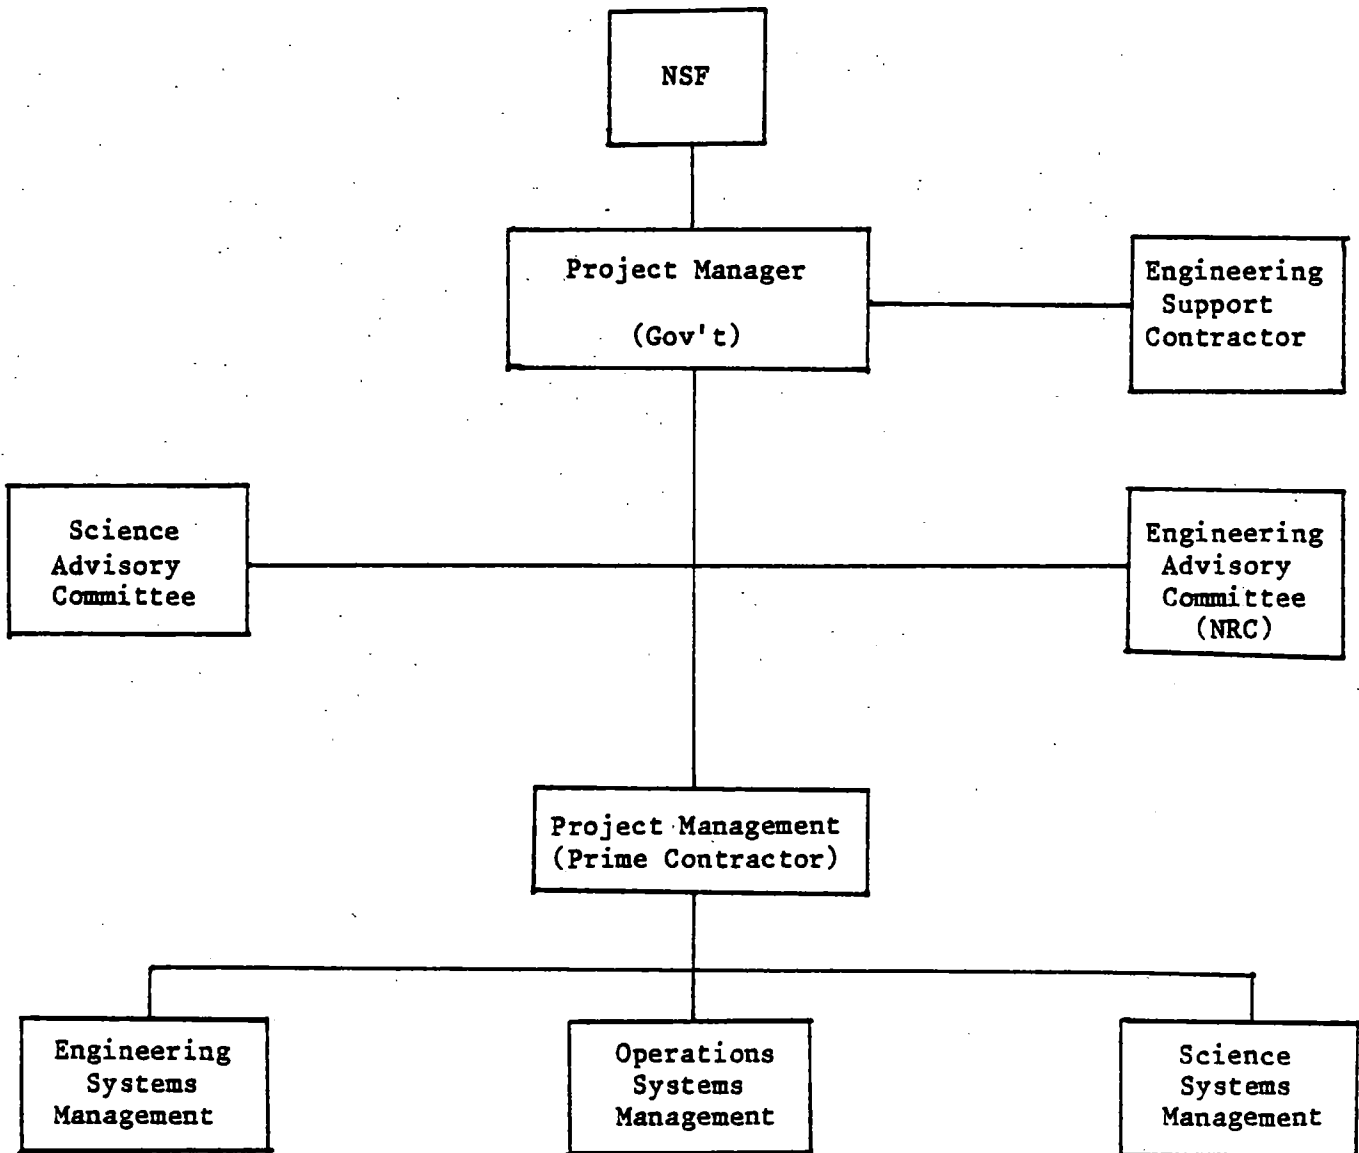 NSF
Project Manager
(Gov't)
Engineering
Support
Contractor
Science
Advisory
Committee
Engineering
Advisory
Committee
(NRC)
Project Management
(Prime Contractor)
Engineering
Systems
Management
Operations
Systems
Management
Science
Systems
Management